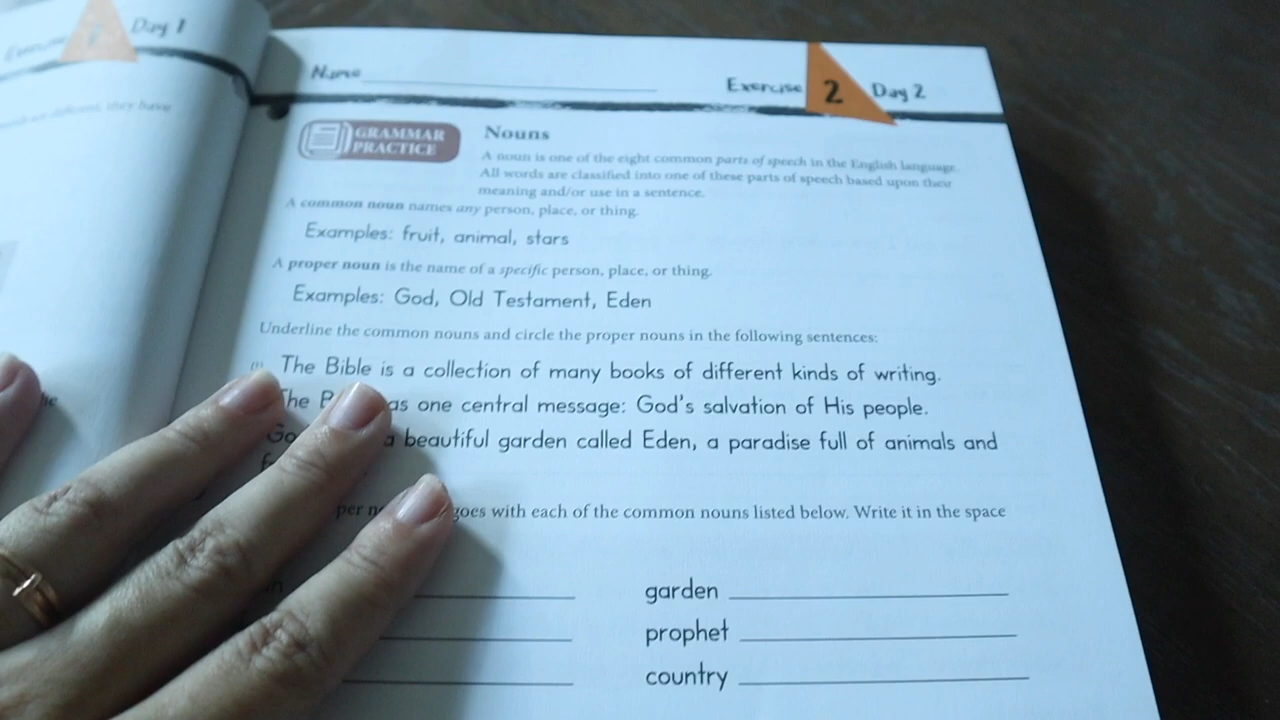 Day 1
Name
Exercise 2 Day 2
they have
GRAMMAR
PRACTICE
Nouns
A noun is one of the eight common parts of speech in the English language.
All words are classified into one of these parts of speech based upon their
meaning and/or use in a sentence.
A common noun names any person, place, or thing.
Examples: fruit, animal, stars
A proper noun is the name of a specific person, place, or thing.
Examples: God, Old Testament, Eden
Underline the common nouns and circle the proper nouns in the following sentences:
(1) The Bible is a collection of many books of different kinds of writing.
The as one central message: God's salvation of His people.
a beautiful garden called Eden, a paradise full of animals and
goes with each of the common nouns listed below. Write it in the space
garden
prophet
country